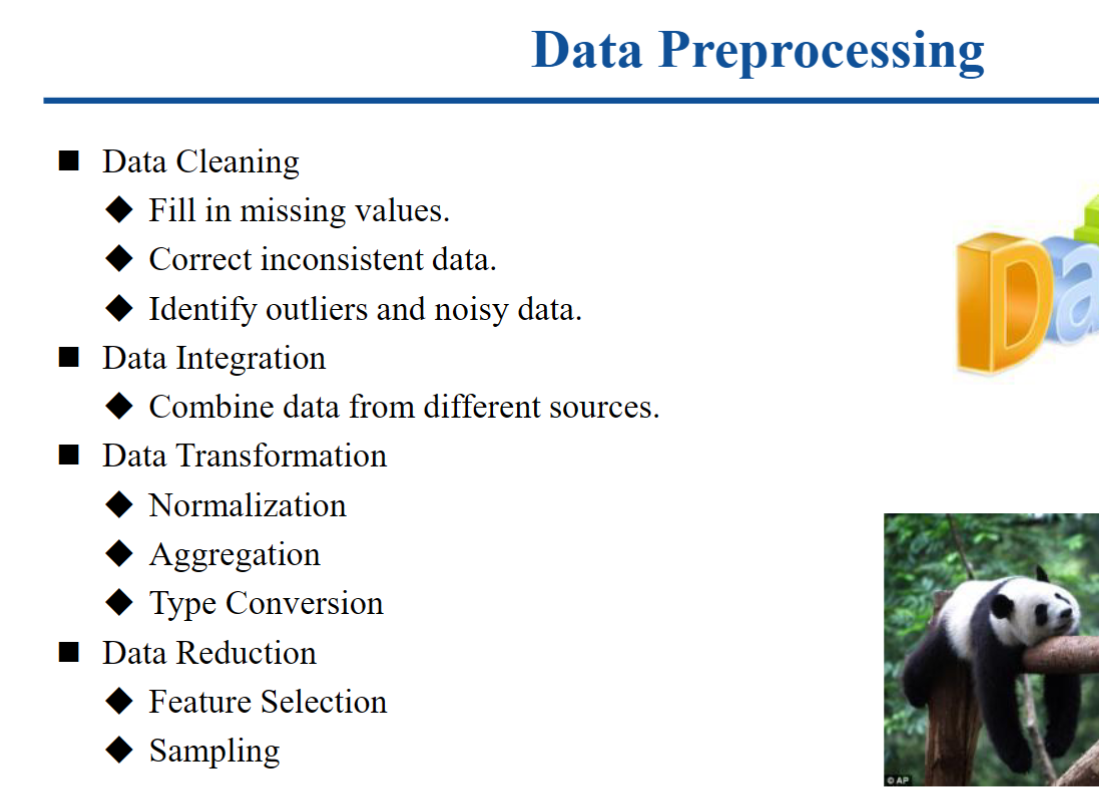 Data Preprocessing
Data Cleaning
Fill in missing values.
Correct inconsistent data.
Identify outliers and noisy data.
Data Integration
Combine data from different sources.
Data Transformation
Normalization
Aggregation
Type Conversion
Data Reduction
Feature Selection
Sampling
Da
© AP